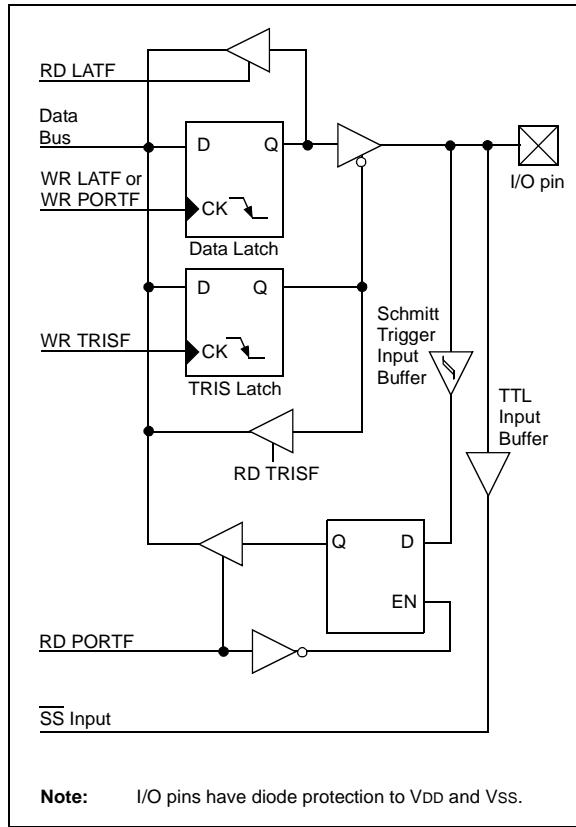 RD LATF
Data
Bus
D Q
WR LATF or
WR PORTF
CK
Data Latch
I/O pin
D Q
WR TRISF
CK
TRIS Latch
Schmitt
Trigger
Input
Buffer
TTL
Input
Buffer
RD TRISF
Q D
EN
RD PORTF
SS Input
Note: I/O pins have diode protection to VDD and VSS.